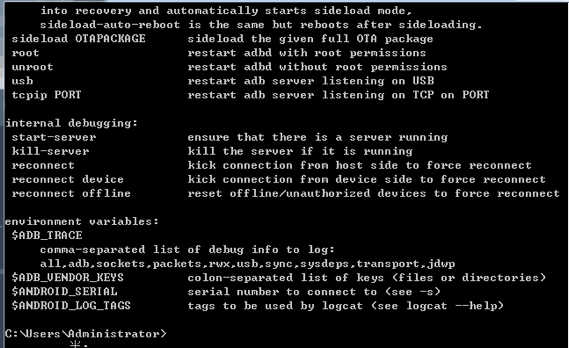 into recovery and automatically starts sideload mode,
sideload-auto-reboot is the same but reboots after sideloading.
sideload OTAPACKAGE sideload the given full OTA package
root restart adbd with root permissions
unroot restart adbd without root permissions
usb restart adb server listening on USB
tcpip PORT restart adb server listening on TCP on PORT
internal debugging:
start-server ensure that there is a server running
kill-server kill the server if it is running
reconnect kick connection from host side to force reconnect
reconnect device kick connection from device side to force reconnect
reconnect offline reset offline/unauthorized devices to force reconnect
environment variables:
$ADB_TRACE
comma-separated list of debug info to log:
all,adb,sockets,packets,rwx,usb,sync,sysdeps,transport,jdwp
$ADB_VENDOR_KEYS colon-separated list of keys (files or directories)
$ANDROID_SERIAL serial number to connect to (see -s)
$ANDROID_LOG_TAGS tags to be used by logcat (see logcat --help)
C:\Users\Administrator>